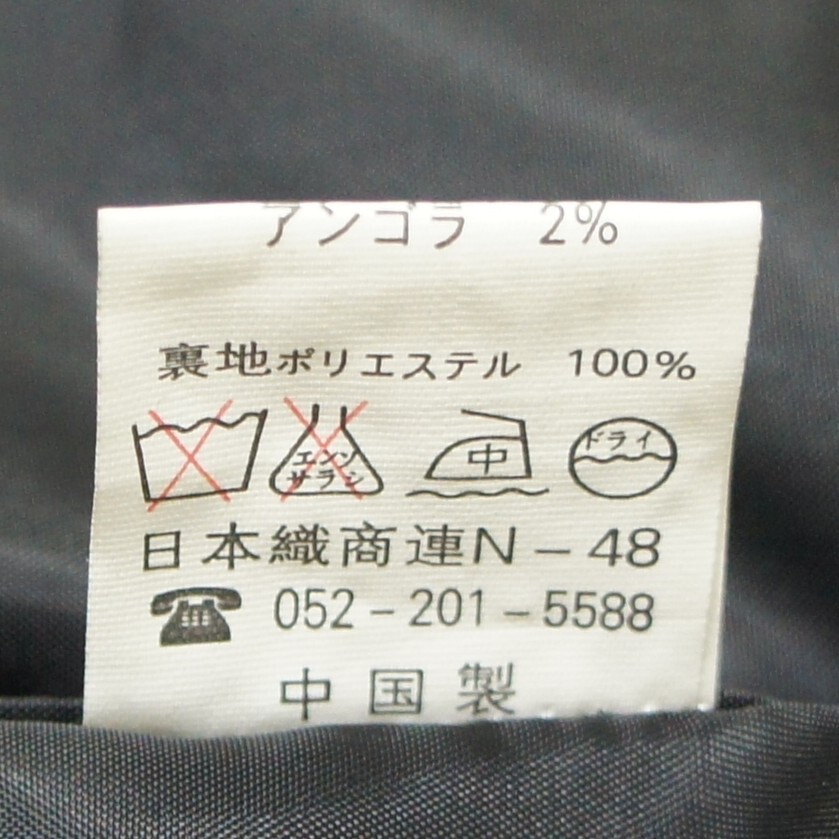 アンゴラ 2%
裏地ポリエステル 100%
エンソ
サラシ
中
ドライ
日本織商連N-48
052-201-5588
中国製